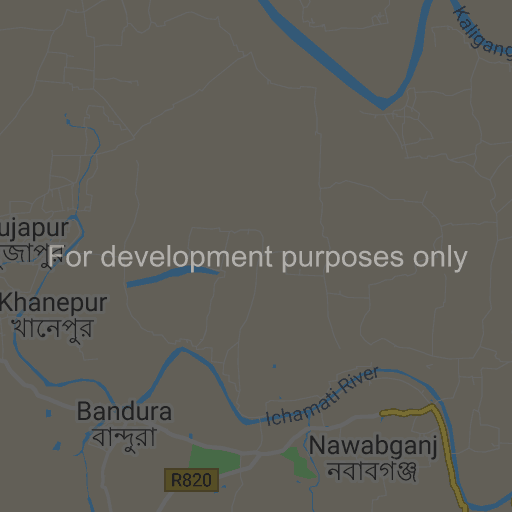 Kaligang
ujapur
ুজাপুর
For development purposes only
Khanepur
খানেপুর
Ichamati River
Bandura
বান্দুরা
Nawabganj
নবাবগঞ্জ
R820